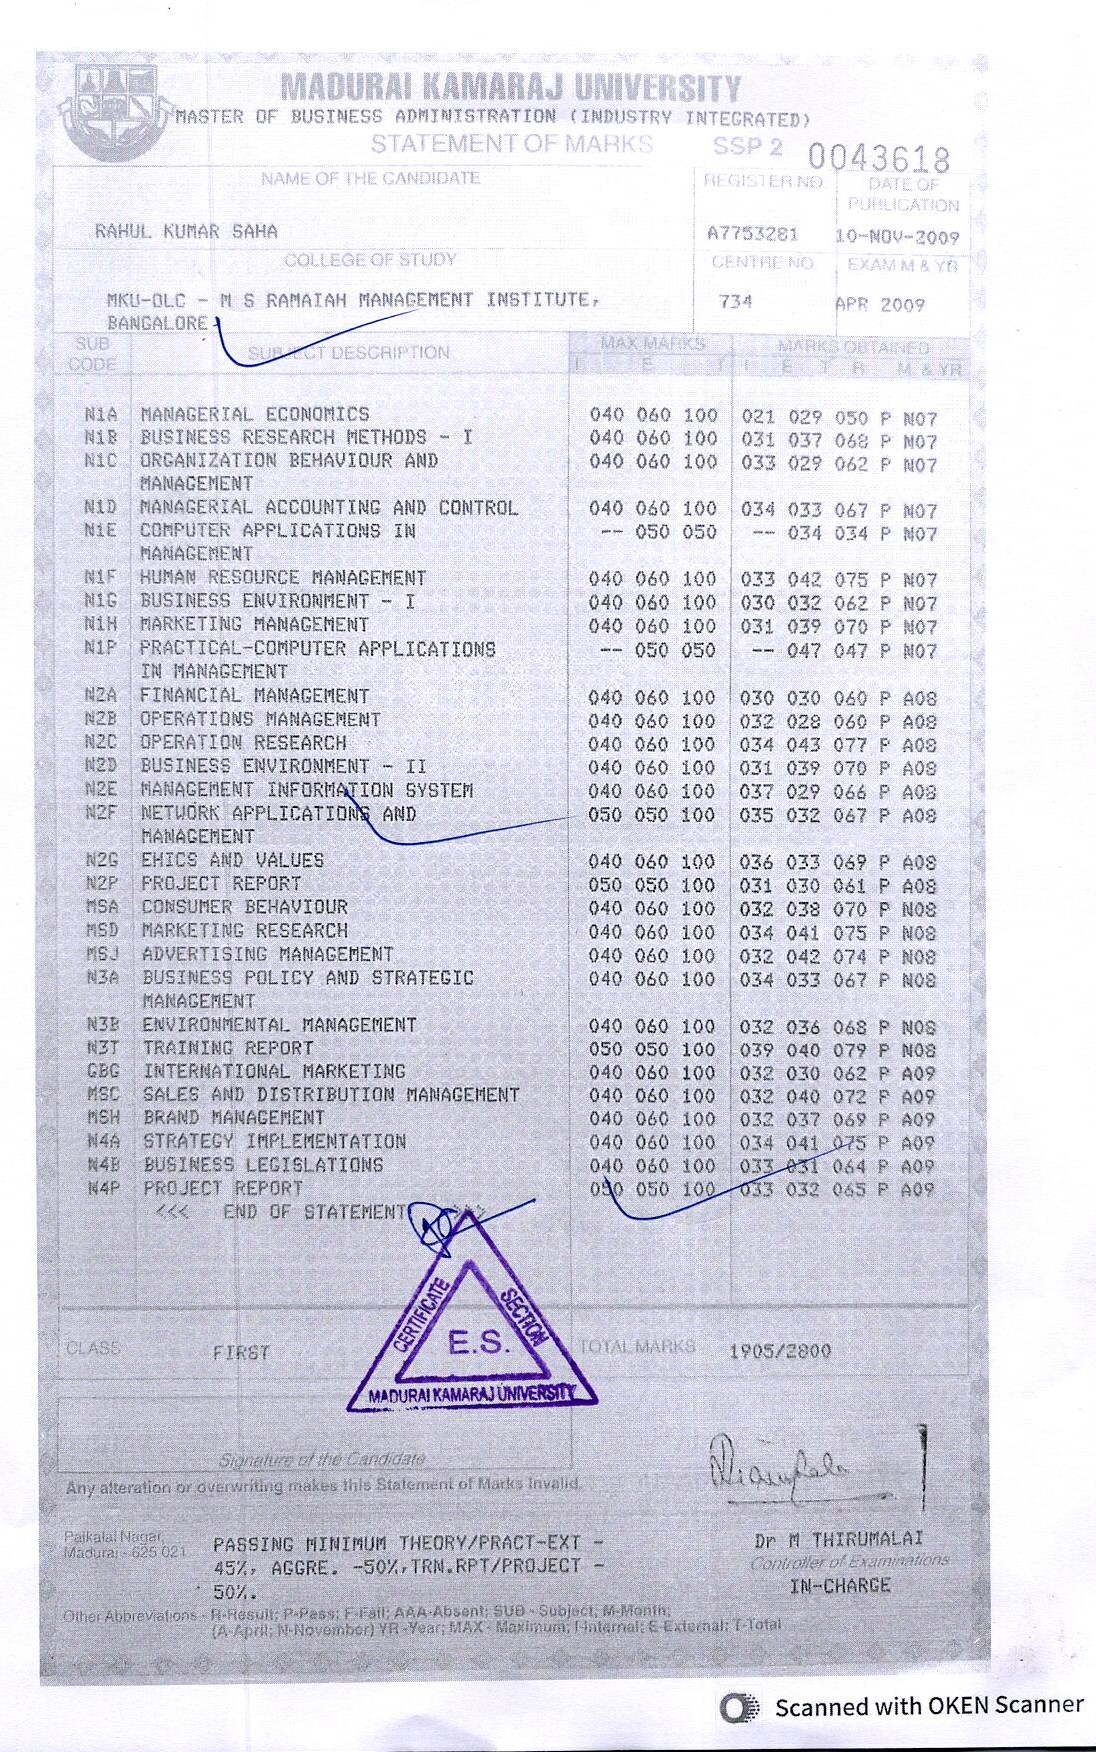 MADURAI KAMARAJ UNIVERSITY
MASTER OF BUSINESS ADMINISTRATION (INDUSTRY INTEGRATED)
STATEMENT OF MARKS SSP 2 0043618
NAME OF THE CANDIDATE REGISTER NO DATE OF PUBLICATION
RAHUL KUMAR SAHA A7753281 10-NOV-2009
COLLEGE OF STUDY CENTRE NO EXAM M & YR
MKU-DLC - M S RAMAIAH MANAGEMENT INSTITUTE, 734 APR 2009
BANGALORE
SUB CODE SUBJECT DESCRIPTION MAX MARKS MARKS OBTAINED
I E T I E T R M & YR
N1A MANAGERIAL ECONOMICS 040 060 100 021 029 050 P N07
N1B BUSINESS RESEARCH METHODS - I 040 060 100 031 037 068 P N07
N1C ORGANIZATION BEHAVIOUR AND 040 060 100 033 029 062 P N07
MANAGEMENT
N1D MANAGERIAL ACCOUNTING AND CONTROL 040 060 100 034 033 067 P N07
N1E COMPUTER APPLICATIONS IN -- 050 050 -- 034 034 P N07
MANAGEMENT
N1F HUMAN RESOURCE MANAGEMENT 040 060 100 033 042 075 P N07
N1G BUSINESS ENVIRONMENT - I 040 060 100 030 032 062 P N07
N1H MARKETING MANAGEMENT 040 060 100 031 039 070 P N07
N1P PRACTICAL-COMPUTER APPLICATIONS -- 050 050 -- 047 047 P N07
IN MANAGEMENT
N2A FINANCIAL MANAGEMENT 040 060 100 030 030 060 P A08
N2B OPERATIONS MANAGEMENT 040 060 100 032 028 060 P A08
N2C OPERATION RESEARCH 040 060 100 034 043 077 P A08
N2D BUSINESS ENVIRONMENT - II 040 060 100 031 039 070 P A08
N2E MANAGEMENT INFORMATION SYSTEM 040 060 100 037 029 066 P A08
N2F NETWORK APPLICATIONS AND 050 050 100 035 032 067 P A08
MANAGEMENT
N2G EHICS AND VALUES 040 060 100 036 033 069 P A08
N2P PROJECT REPORT 050 050 100 031 030 061 P A08
MSA CONSUMER BEHAVIOUR 040 060 100 032 038 070 P N08
MSD MARKETING RESEARCH 040 060 100 034 041 075 P N08
MSJ ADVERTISING MANAGEMENT 040 060 100 032 042 074 P N08
N3A BUSINESS POLICY AND STRATEGIC 040 060 100 034 033 067 P N08
MANAGEMENT
N3B ENVIRONMENTAL MANAGEMENT 040 060 100 032 036 068 P N08
N3T TRAINING REPORT 050 050 100 039 040 079 P N08
GBG INTERNATIONAL MARKETING 040 060 100 032 030 062 P A09
MSC SALES AND DISTRIBUTION MANAGEMENT 040 060 100 032 040 072 P A09
MSH BRAND MANAGEMENT 040 060 100 032 037 069 P A09
N4A STRATEGY IMPLEMENTATION 040 060 100 034 041 075 P A09
N4B BUSINESS LEGISLATIONS 040 060 100 033 031 064 P A09
N4P PROJECT REPORT 050 050 100 033 032 065 P A09
<<< END OF STATEMENT >>>
CERTIFICATE SECTION
E.S.
MADURAI KAMARAJ UNIVERSITY
CLASS FIRST TOTAL MARKS 1905/2800
Signature of the Candidate
Any alteration or overwriting makes this Statement of Marks Invalid.
Palkalai Nagar,
Madurai - 625 021
PASSING MINIMUM THEORY/PRACT-EXT -
45%, AGGRE. -50%,TRN.RPT/PROJECT -
50%.
Dr M THIRUMALAI
Controller of Examinations
IN-CHARGE
Other Abbreviations - R-Result; P-Pass; F-Fail; AAA-Absent; SUB - Subject, M-Month;
(A-April; N-November) YR -Year; MAX - Maximum; I-Internal; E-External; T-Total
Scanned with OKEN Scanner